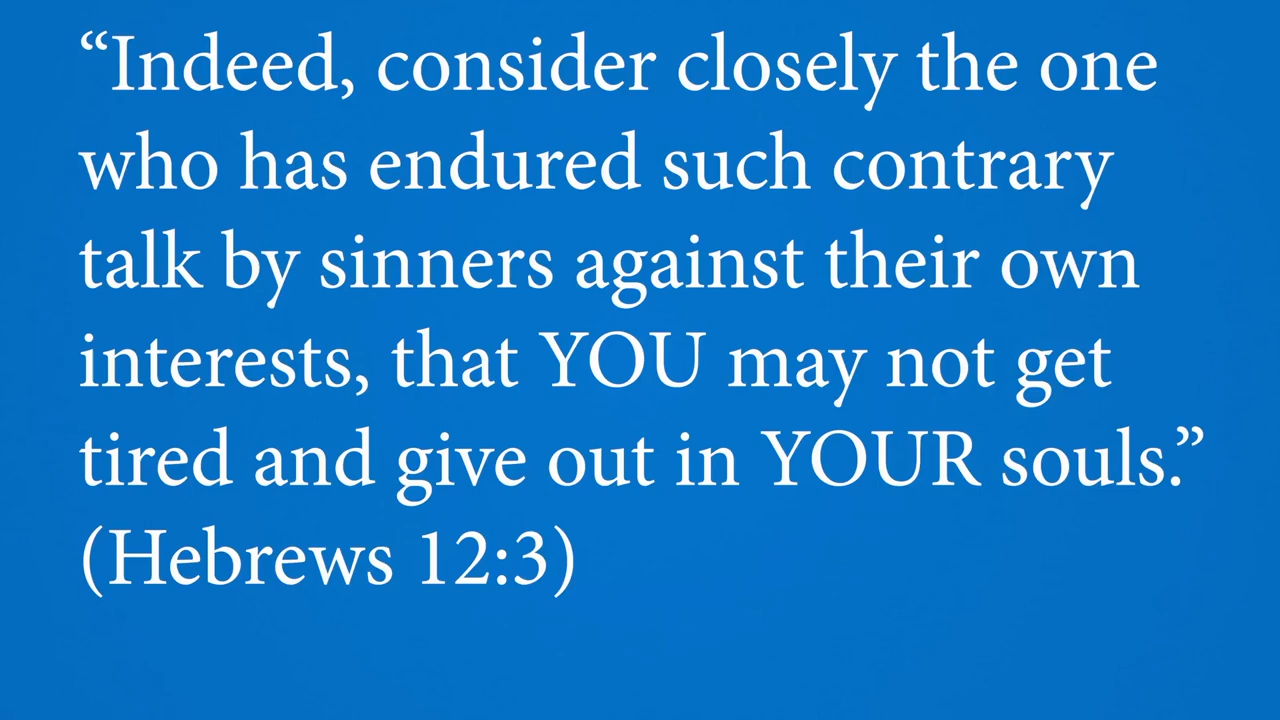 “Indeed, consider closely the one
who has endured such contrary
talk by sinners against their own
interests, that YOU may not get
tired and give out in YOUR souls.”
(Hebrews 12:3)